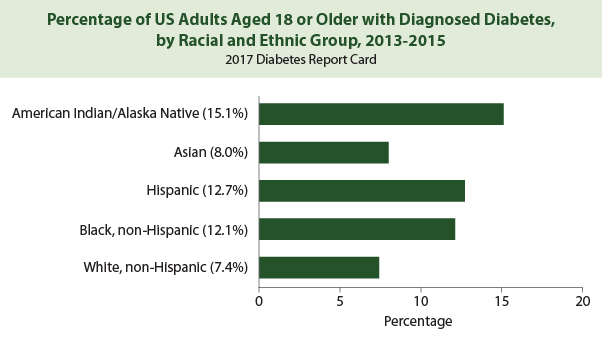 Percentage of US Adults Aged 18 or Older with Diagnosed Diabetes,
by Racial and Ethnic Group, 2013-2015
2017 Diabetes Report Card
American Indian/Alaska Native (15.1%)
Asian (8.0%)
Hispanic (12.7%)
Black, non-Hispanic (12.1%)
White, non-Hispanic (7.4%)
0 5 10 15 20
Percentage